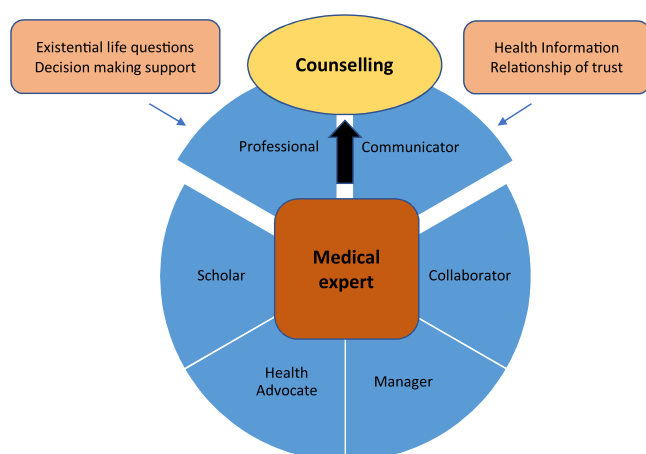 Existential life questions
Decision making support
Counselling
Health Information
Relationship of trust
Professional
Communicator
Medical
expert
Scholar
Collaborator
Health
Advocate
Manager